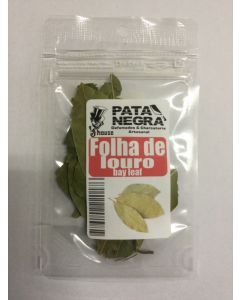 PATA
NEGRA
Defumados & Charcutaria
Artesanal
house
Folha de
louro
bay leaf